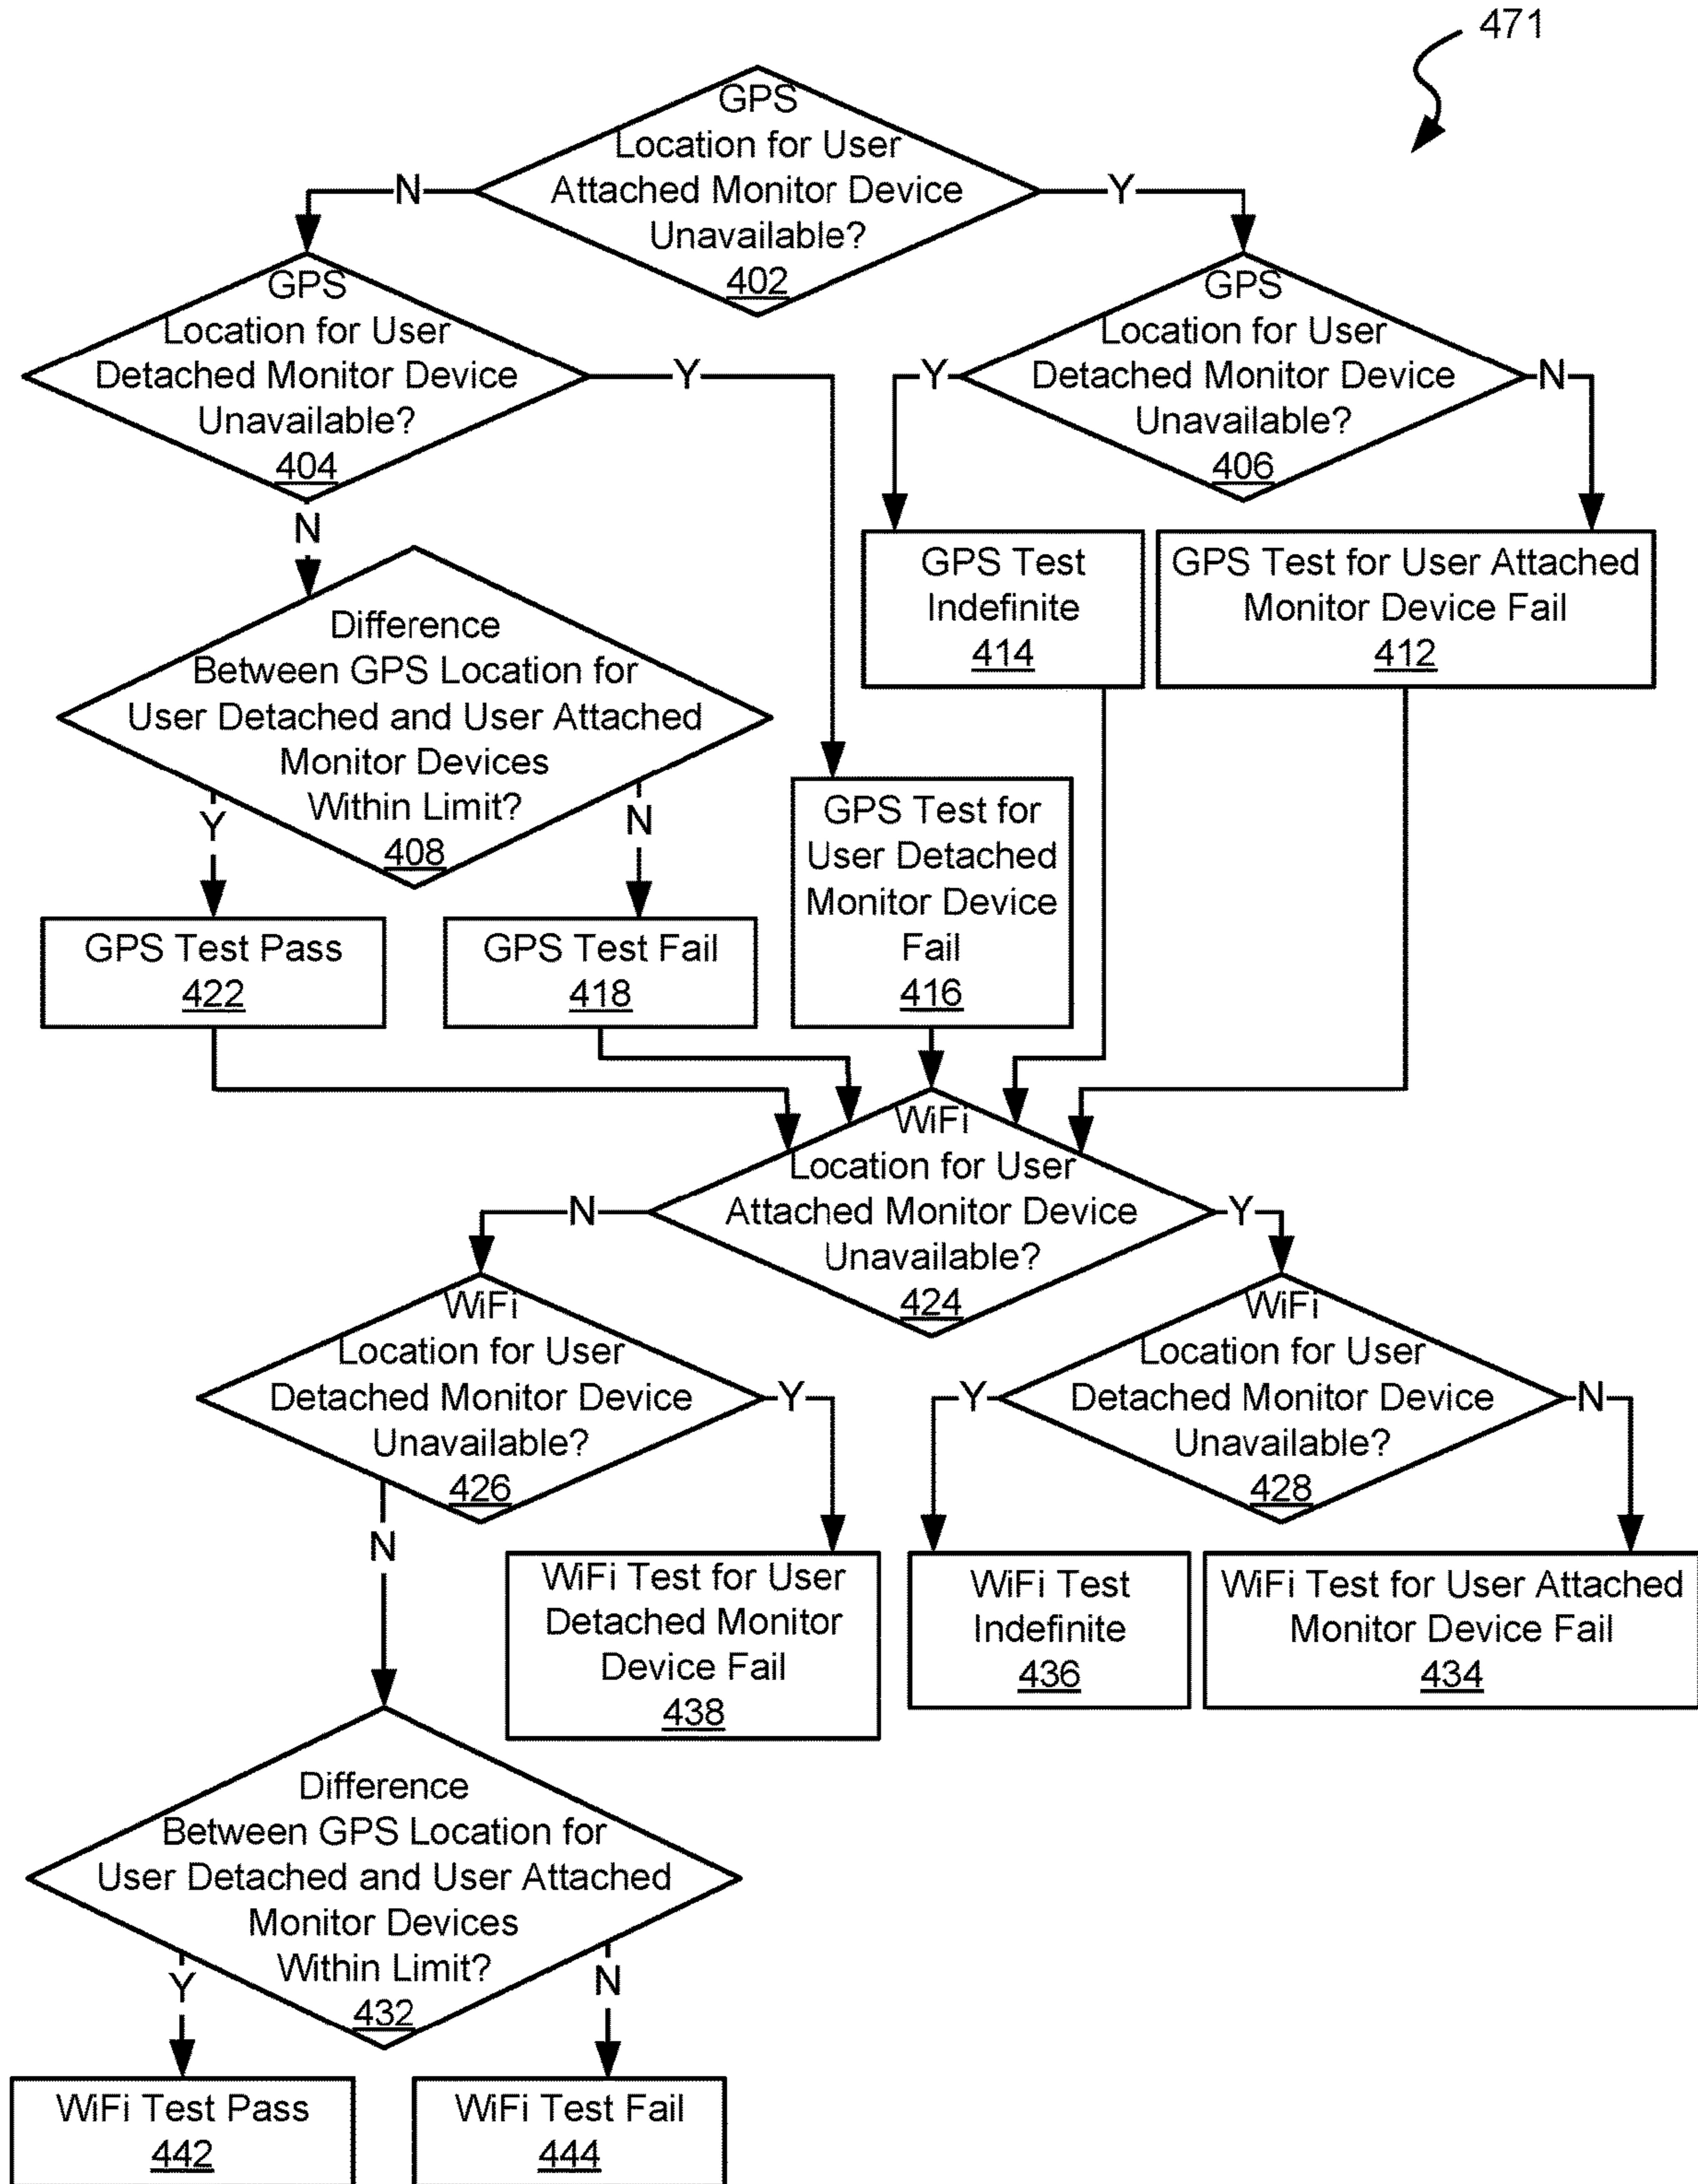 471
GPS
Location for User
Attached Monitor Device
Unavailable?
402
N
Y
GPS
Location for User
Detached Monitor Device
Unavailable?
404
Y
N
GPS
Location for User
Detached Monitor Device
Unavailable?
406
Y
N
Difference
Between GPS Location for
User Detached and User Attached
Monitor Devices
Within Limit?
408
Y
N
GPS Test
Indefinite
414
GPS Test for User Attached
Monitor Device Fail
412
GPS Test Pass
422
GPS Test Fail
418
GPS Test for
User Detached
Monitor Device
Fail
416
WiFi
Location for User
Attached Monitor Device
Unavailable?
424
N
Y
WiFi
Location for User
Detached Monitor Device
Unavailable?
426
Y
N
WiFi
Location for User
Detached Monitor Device
Unavailable?
428
Y
N
WiFi Test for User
Detached Monitor
Device Fail
438
WiFi Test
Indefinite
436
WiFi Test for User Attached
Monitor Device Fail
434
Difference
Between GPS Location for
User Detached and User Attached
Monitor Devices
Within Limit?
432
Y
N
WiFi Test Pass
442
WiFi Test Fail
444